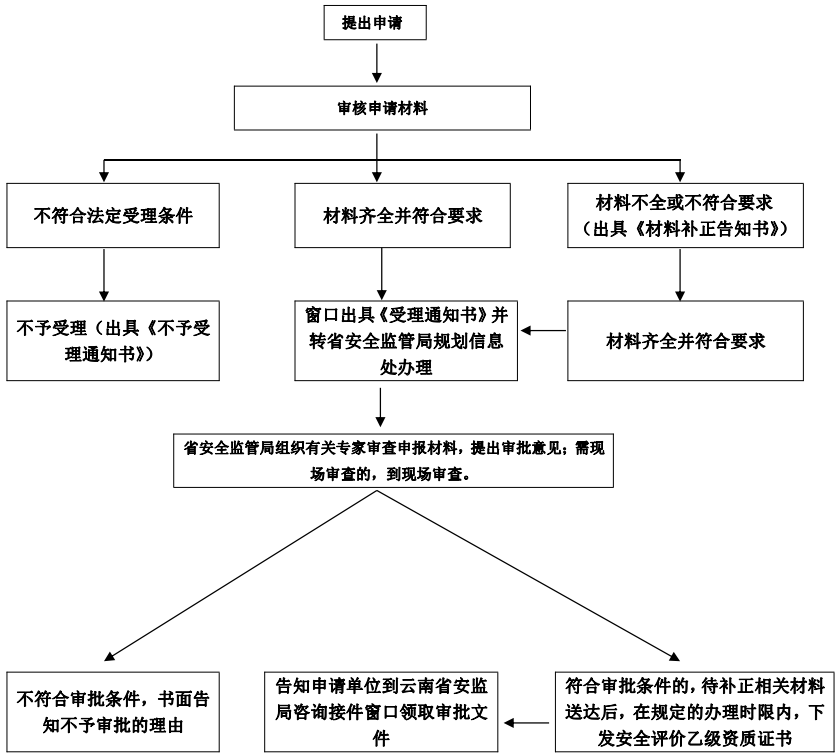 提出申请
审核申请材料
不符合法定受理条件
材料齐全并符合要求
材料不全或不符合要求
（出具《材料补正告知书》）
不予受理（出具《不予受
理通知书》）
窗口出具《受理通知书》并
转省安全监管局规划信息
处办理
材料齐全并符合要求
省安全监管局组织有关专家审查申报材料，提出审批意见；需现
场审查的，到现场审查。
不符合审批条件，书面告
知不予审批的理由
告知申请单位到云南省安监
局咨询接件窗口领取审批文
件
符合审批条件的，待补正相关材料
送达后，在规定的办理时限内，下
发安全评价乙级资质证书